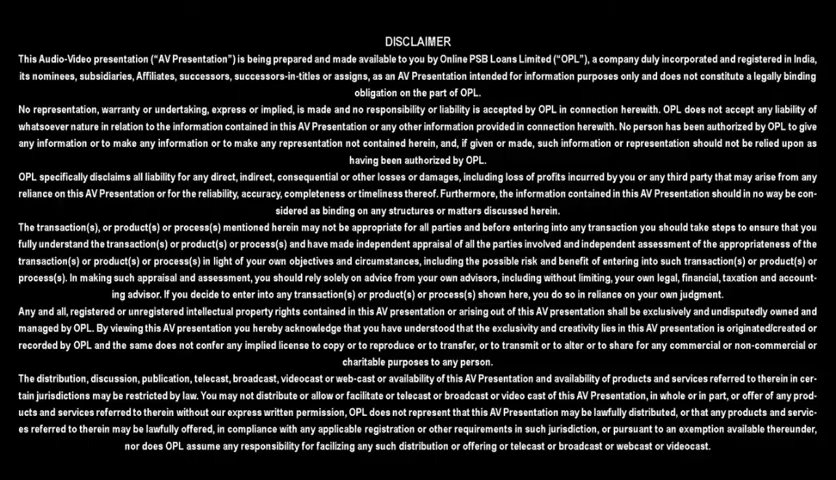 DISCLAIMER
This Audio-Video presentation (“AV Presentation”) is being prepared and made available to you by Online PSB Loans Limited (“OPL”), a company duly incorporated and registered in India,
its nominees, subsidiaries, Affiliates, successors, successors-in-titles or assigns, as an AV Presentation intended for information purposes only and does not constitute a legally binding
obligation on the part of OPL.
No representation, warranty or undertaking, express or implied, is made and no responsibility or liability is accepted by OPL in connection herewith. OPL does not accept any liability of
whatsoever nature in relation to the information contained in this AV Presentation or any other information provided in connection herewith. No person has been authorized by OPL to give
any information or to make any information or to make any representation not contained herein, and, if given or made, such information or representation should not be relied upon as
having been authorized by OPL.
OPL specifically disclaims all liability for any direct, indirect, consequential or other losses or damages, including loss of profits incurred by you or any third party that may arise from any
reliance on this AV Presentation or for the reliability, accuracy, completeness or timeliness thereof. Furthermore, the information contained in this AV Presentation should in no way be con-
sidered as binding on any structures or matters discussed herein.
The transaction(s), or product(s) or process(s) mentioned herein may not be appropriate for all parties and before entering into any transaction you should take steps to ensure that you
fully understand the transaction(s) or product(s) or process(s) and have made independent appraisal of all the parties involved and independent assessment of the appropriateness of the
transaction(s) or product(s) or process(s) in light of your own objectives and circumstances, including the possible risk and benefit of entering into such transaction(s) or product(s) or
process(s). In making such appraisal and assessment, you should rely solely on advice from your own advisors, including without limiting, your own legal, financial, taxation and account-
ing advisor. If you decide to enter into any transaction(s) or product(s) or process(s) shown here, you do so in reliance on your own judgment.
Any and all, registered or unregistered intellectual property rights contained in this AV presentation or arising out of this AV presentation shall be exclusively and undisputedly owned and
managed by OPL. By viewing this AV presentation you hereby acknowledge that you have understood that the exclusivity and creativity lies in this AV presentation is originated/created or
recorded by OPL and the same does not confer any implied license to copy or to reproduce or to transfer, or to transmit or to alter or to share for any commercial or non-commercial or
charitable purposes to any person.
The distribution, discussion, publication, telecast, broadcast, videocast or web-cast or availability of this AV Presentation and availability of products and services referred to therein in cer-
tain jurisdictions may be restricted by law. You may not distribute or allow or facilitate or telecast or broadcast or video cast of this AV Presentation, in whole or in part, or offer of any prod-
ucts and services referred to therein without our express written permission, OPL does not represent that this AV Presentation may be lawfully distributed, or that any products and servic-
es referred to therein may be lawfully offered, in compliance with any applicable registration or other requirements in such jurisdiction, or pursuant to an exemption available thereunder,
nor does OPL assume any responsibility for facilizing any such distribution or offering or telecast or broadcast or webcast or videocast.